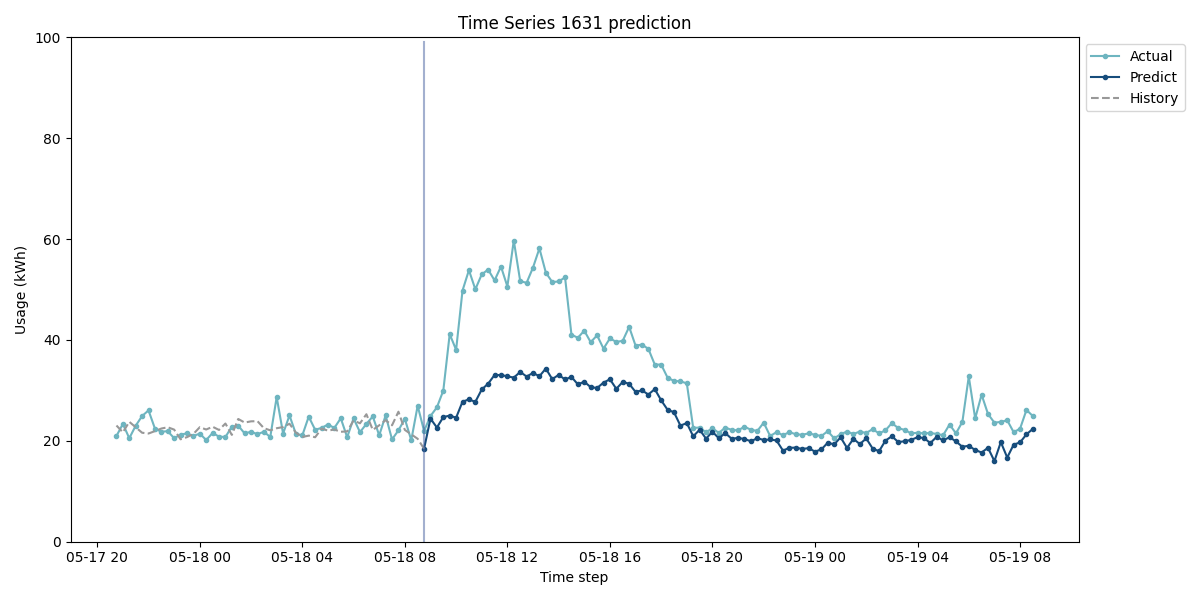 Time Series 1631 prediction
100
80
60
40
20
0
Usage (kWh)
05-17 20
05-18 00
05-18 04
05-18 08
05-18 12
05-18 16
05-18 20
05-19 00
05-19 04
05-19 08
Time step
Actual
Predict
History